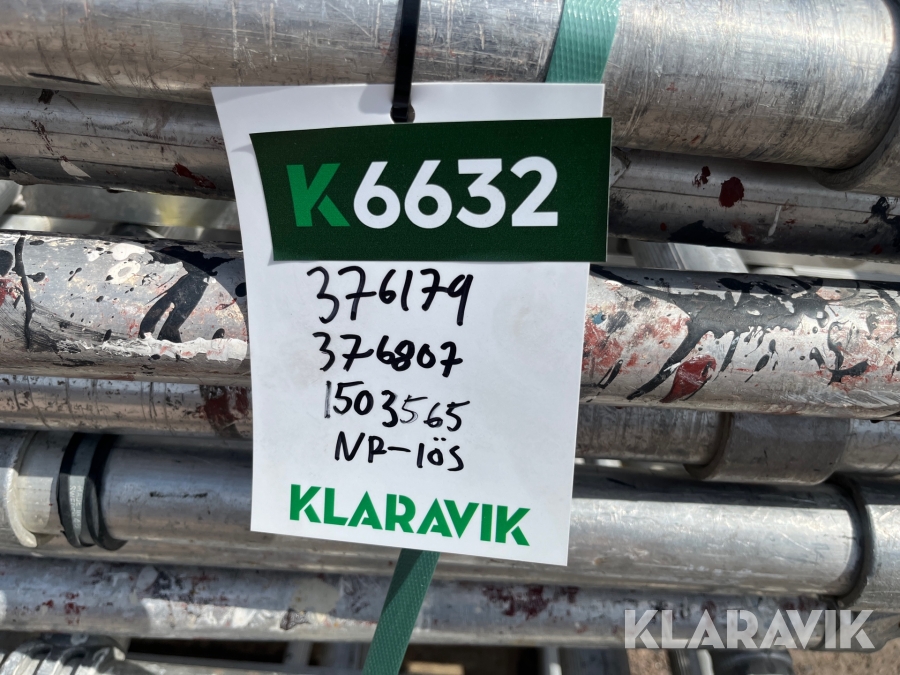 K6632
376179
376807
1503565
NR-lös
KLARAVIK
KLARAVIK